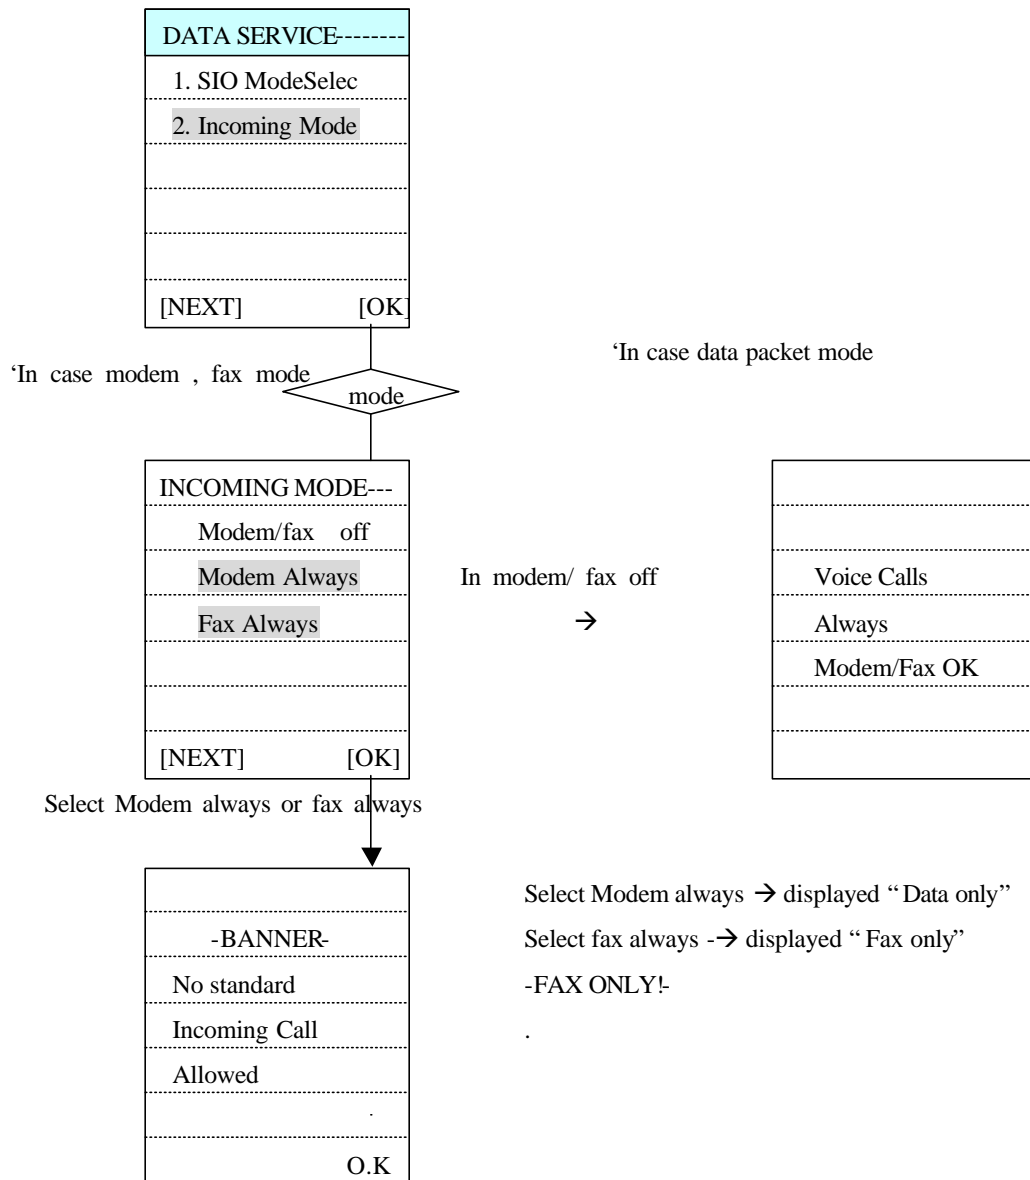 DATA SERVICE--------
1. SIO ModeSelec
2. Incoming Mode
[NEXT] [OK]
‘In case modem , fax mode
mode
‘In case data packet mode
INCOMING MODE---
Modem/fax off
Modem Always
Fax Always
[NEXT] [OK]
In modem/ fax off
→
Voice Calls
Always
Modem/Fax OK
Select Modem always or fax always
-BANNER-
No standard
Incoming Call
Allowed
.
O.K
Select Modem always → displayed “Data only”
Select fax always -→ displayed “ Fax only”
-FAX ONLY!-
.